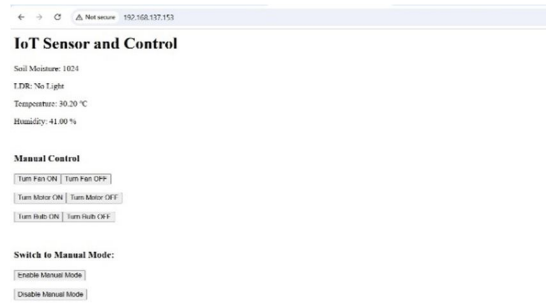 Not secure 192.168.137.153
IoT Sensor and Control
Soil Moisture: 1024
LDR: No Light
Temperature: 30.20 °C
Humidity: 41.00 %
Manual Control
Turn Fan ON Turn Fan OFF
Turn Motor ON Turn Motor OFF
Turn Bulb ON Turn Bulb OFF
Switch to Manual Mode:
Enable Manual Mode
Disable Manual Mode